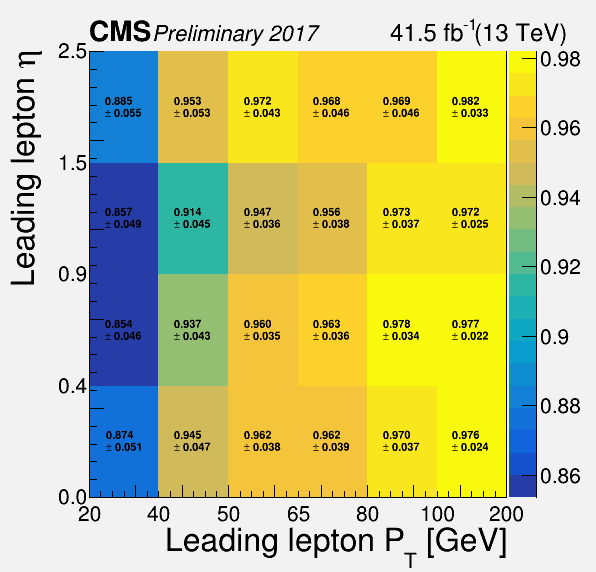 CMS Preliminary 2017 41.5 fb⁻¹(13 TeV)
Leading lepton η
2.5
1.5
0.9
0.4
0.0
0.885 0.953 0.972 0.968 0.969 0.982
± 0.055 ± 0.053 ± 0.043 ± 0.046 ± 0.046 ± 0.033
0.857 0.914 0.947 0.956 0.973 0.972
± 0.049 ± 0.045 ± 0.036 ± 0.038 ± 0.037 ± 0.025
0.854 0.937 0.960 0.963 0.978 0.977
± 0.046 ± 0.043 ± 0.035 ± 0.036 ± 0.034 ± 0.022
0.874 0.945 0.962 0.962 0.970 0.976
± 0.051 ± 0.047 ± 0.038 ± 0.039 ± 0.037 ± 0.024
20 40 50 65 80 100 200
Leading lepton P_T [GeV]
0.98
0.96
0.94
0.92
0.9
0.88
0.86